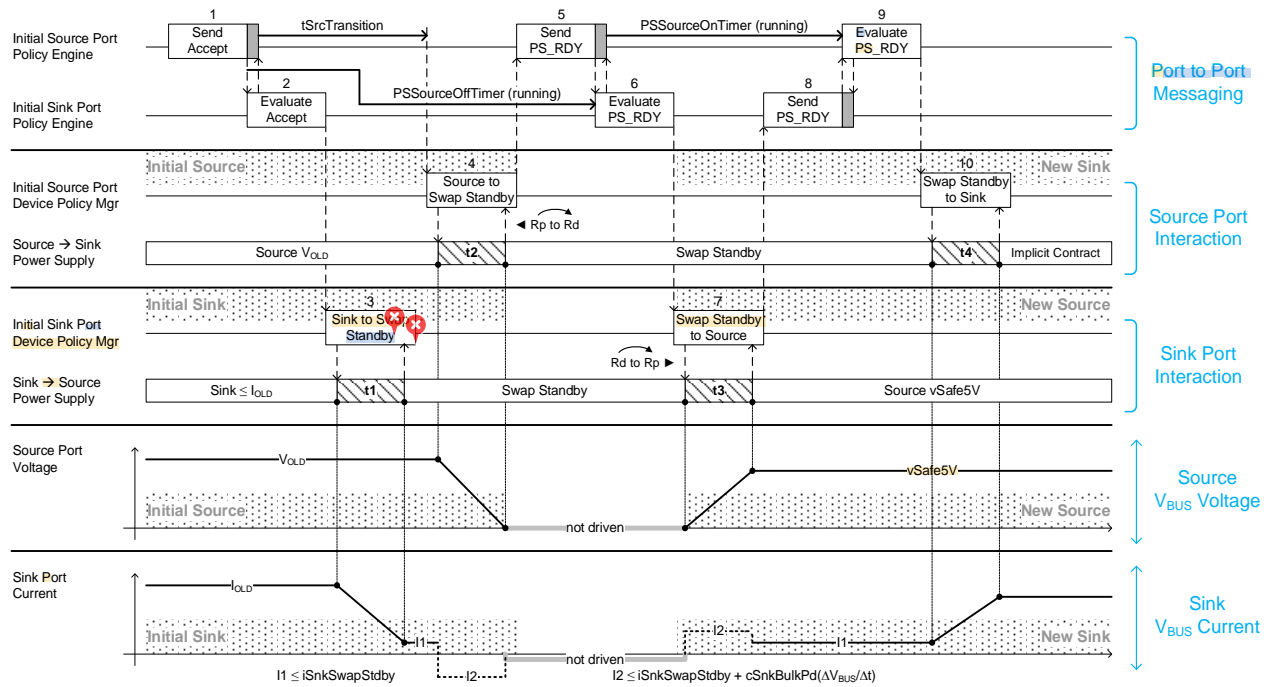 1
5
9
Send
Accept
tSrcTransition
Send
PS_RDY
PSSourceOnTimer (running)
Evaluate
PS_RDY
Initial Source Port
Policy Engine
2
6
8
Evaluate
Accept
PSSourceOffTimer (running)
Evaluate
PS_RDY
Send
PS_RDY
Initial Sink Port
Policy Engine
Port to Port
Messaging
Initial Source
4
10
New Sink
Initial Source Port
Device Policy Mgr
Source to
Swap Standby
Swap Standby
to Sink
◄ Rp to Rd
Source → Sink
Power Supply
Source VOLD
t2
Swap Standby
t4
Implicit Contract
Source Port
Interaction
Initial Sink
3
7
New Source
Initial Sink Port
Device Policy Mgr
Sink to Swap
Standby
Swap Standby
to Source
Rd to Rp ►
Sink → Source
Power Supply
Sink ≤ IOLD
t1
Swap Standby
t3
Source vSafe5V
Sink Port
Interaction
Source Port
Voltage
VOLD
vSafe5V
Initial Source
not driven
New Source
Source
VBUS Voltage
Sink Port
Current
IOLD
I2
Initial Sink
I1
I1
New Sink
not driven
I2
I1 ≤ iSnkSwapStdby
I2 ≤ iSnkSwapStdby + cSnkBulkPd(ΔVBUS/Δt)
Sink
VBUS Current